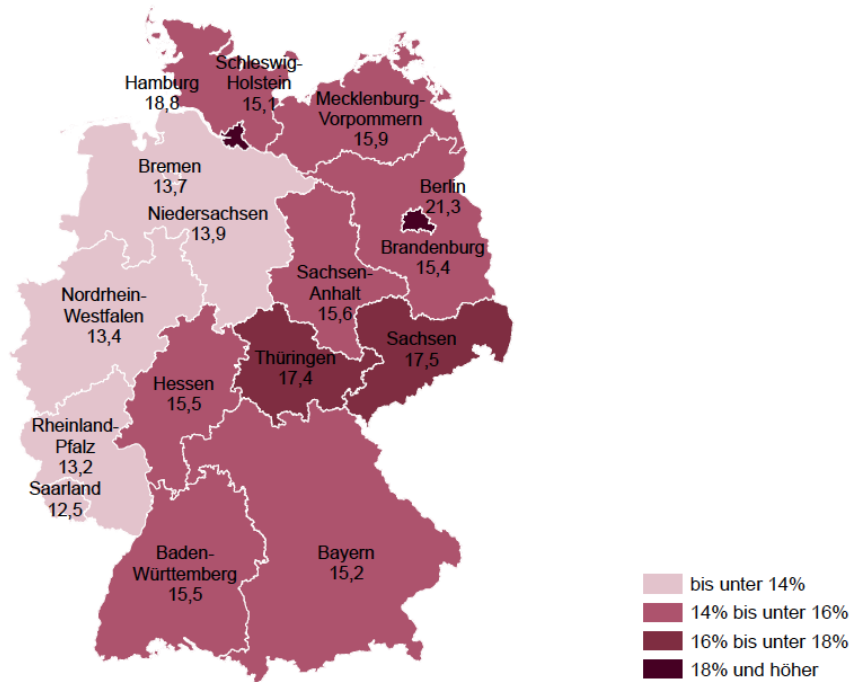 Schleswig-
Holstein
15,1
Hamburg
18,8
Mecklenburg-
Vorpommern
15,9
Bremen
13,7
Niedersachsen
13,9
Berlin
21,3
Brandenburg
15,4
Sachsen-
Anhalt
15,6
Nordrhein-
Westfalen
13,4
Sachsen
17,5
Thüringen
17,4
Hessen
15,5
Rheinland-
Pfalz
13,2
Saarland
12,5
Baden-
Württemberg
15,5
Bayern
15,2
bis unter 14%
14% bis unter 16%
16% bis unter 18%
18% und höher